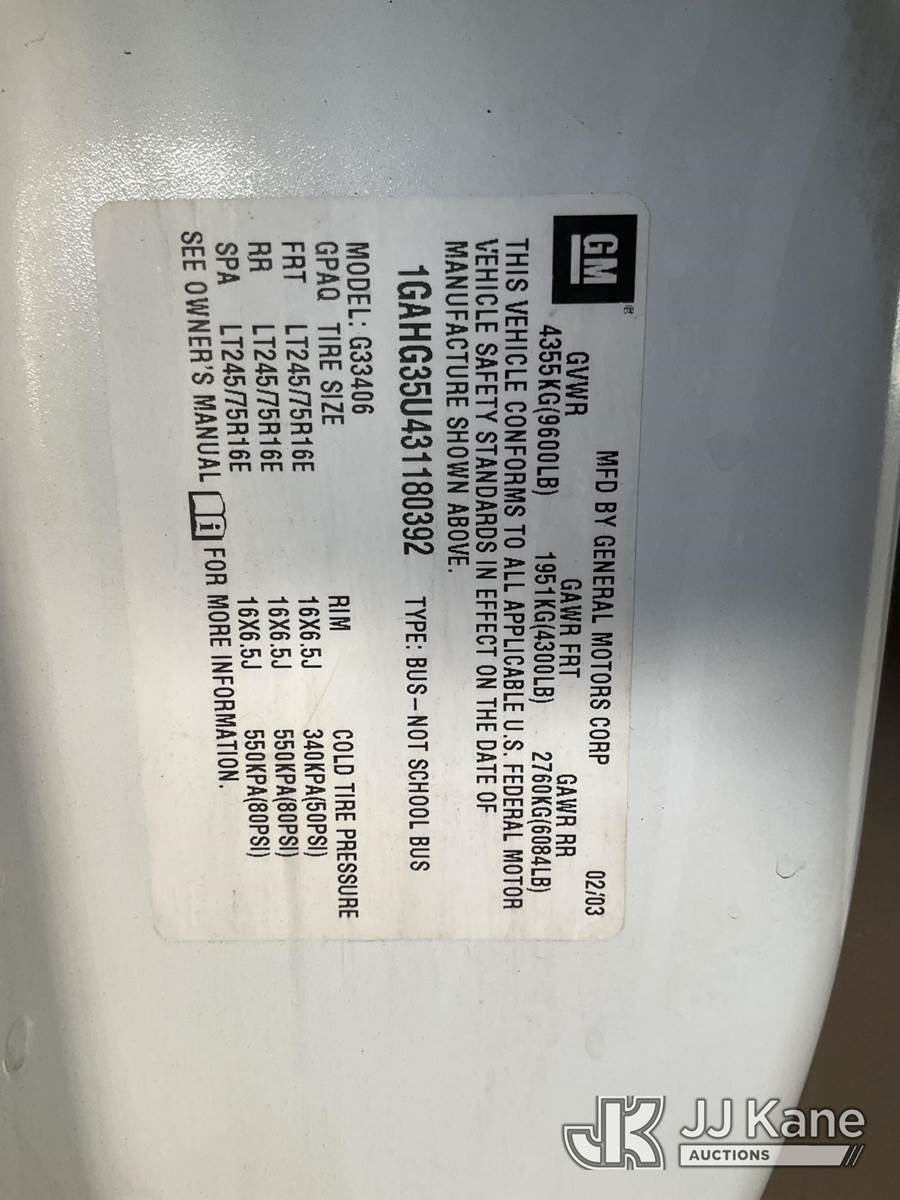 GM®
MFD BY GENERAL MOTORS CORP 02/03
GVWR GAWR FRT GAWR RR
4355KG(9600LB) 1951KG(4300LB) 2760KG(6084LB)
THIS VEHICLE CONFORMS TO ALL APPLICABLE U.S. FEDERAL MOTOR
VEHICLE SAFETY STANDARDS IN EFFECT ON THE DATE OF
MANUFACTURE SHOWN ABOVE.
1GAHG35U431180392 TYPE: BUS-NOT SCHOOL BUS
MODEL: G33406
GPAQ TIRE SIZE RIM COLD TIRE PRESSURE
FRT LT245/75R16E 16X6.5J 340KPA(50PSI)
RR LT245/75R16E 16X6.5J 550KPA(80PSI)
SPA LT245/75R16E 16X6.5J 550KPA(80PSI)
SEE OWNER'S MANUAL i FOR MORE INFORMATION.
JK JJ Kane
AUCTIONS